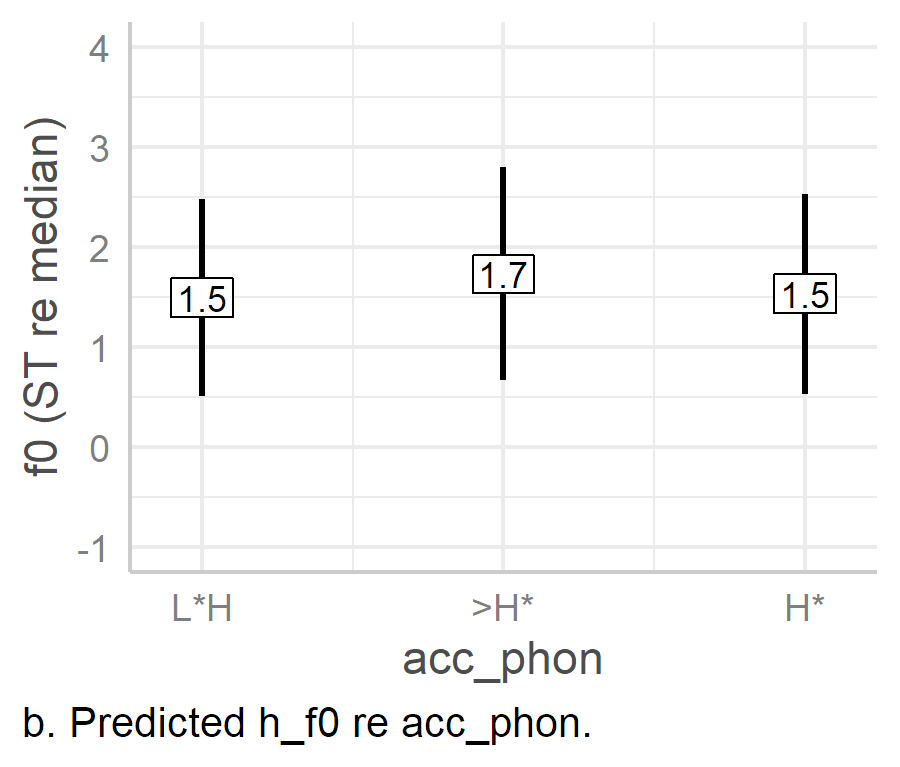 4
3
2
1
0
-1
f0 (ST re median)
1.5
1.7
1.5
L*H
>H*
H*
acc_phon
b. Predicted h_f0 re acc_phon.